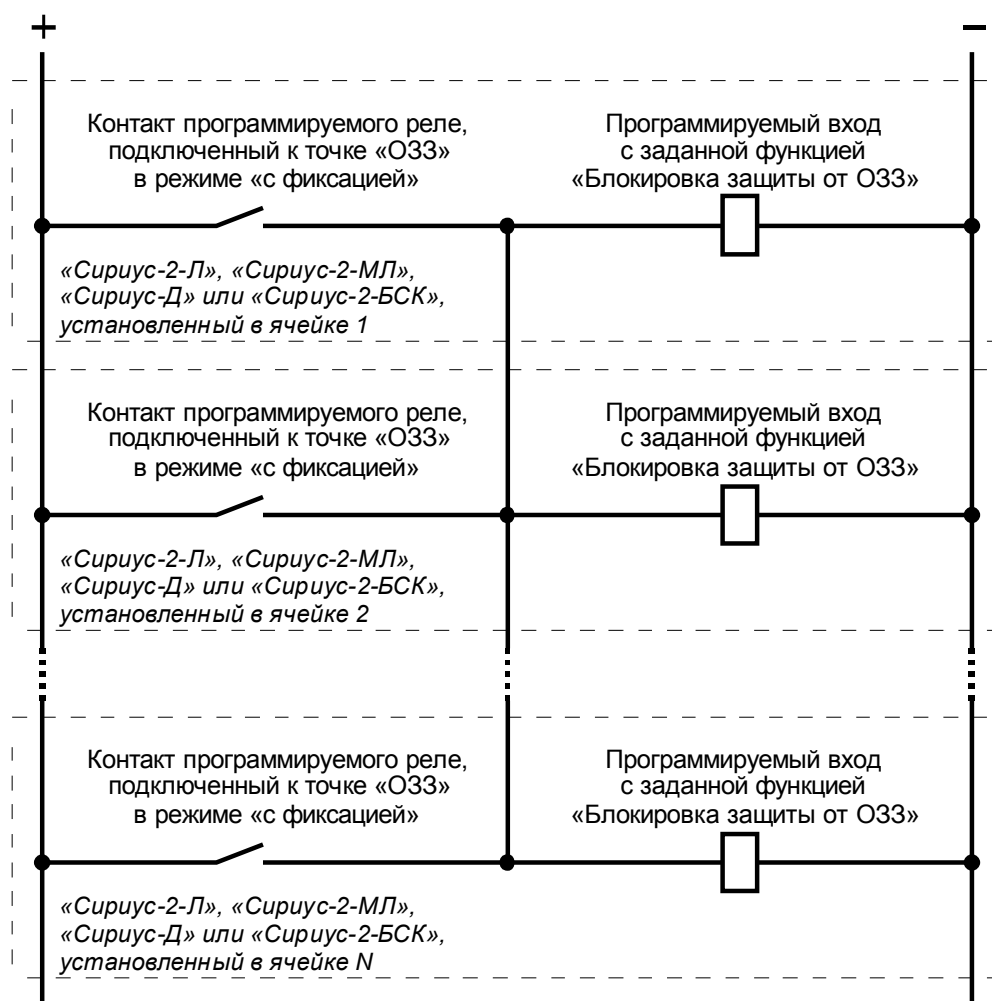 +
−
Контакт программируемого реле,
подключенный к точке «ОЗЗ»
в режиме «с фиксацией»
Программируемый вход
с заданной функцией
«Блокировка защиты от ОЗЗ»
«Сириус-2-Л», «Сириус-2-МЛ»,
«Сириус-Д» или «Сириус-2-БСК»,
установленный в ячейке 1
Контакт программируемого реле,
подключенный к точке «ОЗЗ»
в режиме «с фиксацией»
Программируемый вход
с заданной функцией
«Блокировка защиты от ОЗЗ»
«Сириус-2-Л», «Сириус-2-МЛ»,
«Сириус-Д» или «Сириус-2-БСК»,
установленный в ячейке 2
Контакт программируемого реле,
подключенный к точке «ОЗЗ»
в режиме «с фиксацией»
Программируемый вход
с заданной функцией
«Блокировка защиты от ОЗЗ»
«Сириус-2-Л», «Сириус-2-МЛ»,
«Сириус-Д» или «Сириус-2-БСК»,
установленный в ячейке N